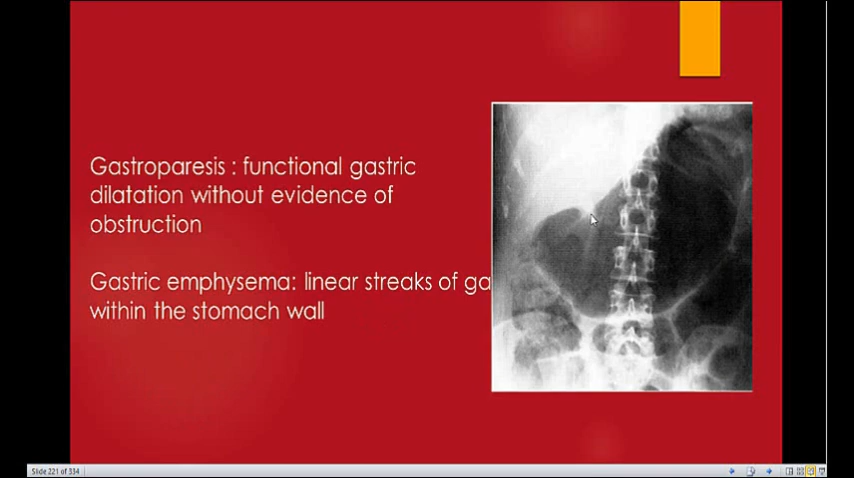 Gastroparesis : functional gastric
dilatation without evidence of
obstruction
Gastric emphysema: linear streaks of ga
within the stomach wall
Slide 221 of 334